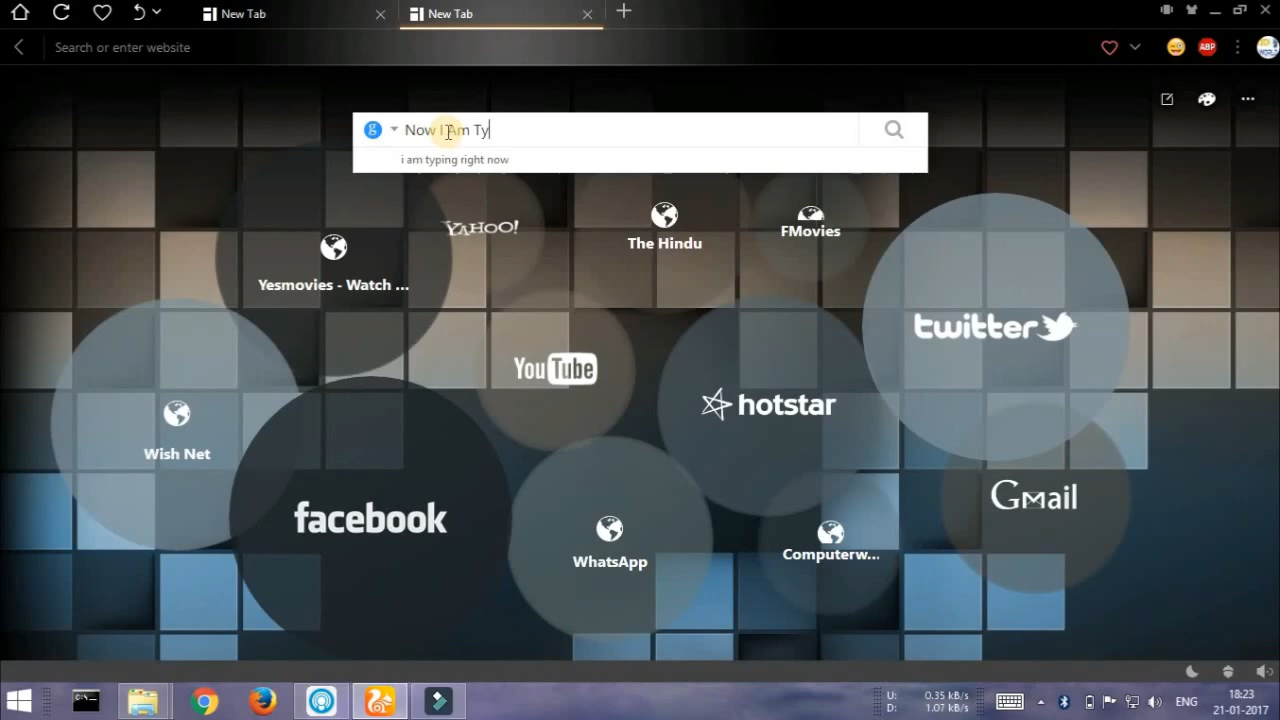 New Tab
New Tab
Search or enter website
ABP
g
Now I Am Ty
i am typing right now
YAHOO!
The Hindu
FMovies
Yesmovies - Watch ...
twitter
YouTube
hotstar
Wish Net
Gmail
facebook
WhatsApp
Computerw...
U: 0.35 kB/s
D: 1.07 kB/s
ENG
18:23
21-01-2017